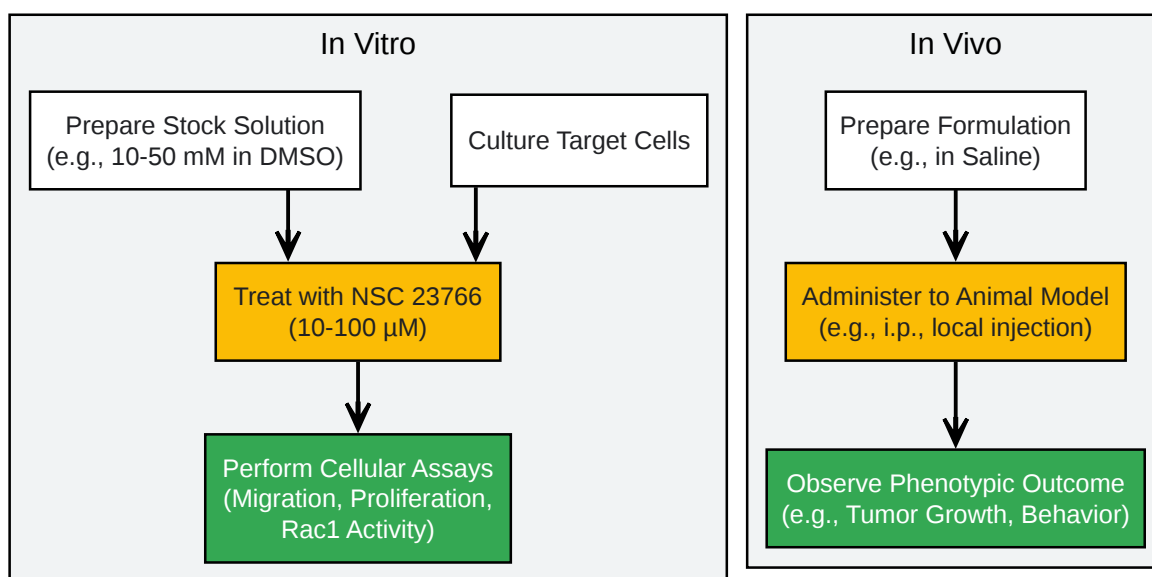 In Vitro
Prepare Stock Solution
(e.g., 10-50 mM in DMSO)
Culture Target Cells
Treat with NSC 23766
(10-100 µM)
Perform Cellular Assays
(Migration, Proliferation,
Rac1 Activity)
In Vivo
Prepare Formulation
(e.g., in Saline)
Administer to Animal Model
(e.g., i.p., local injection)
Observe Phenotypic Outcome
(e.g., Tumor Growth, Behavior)